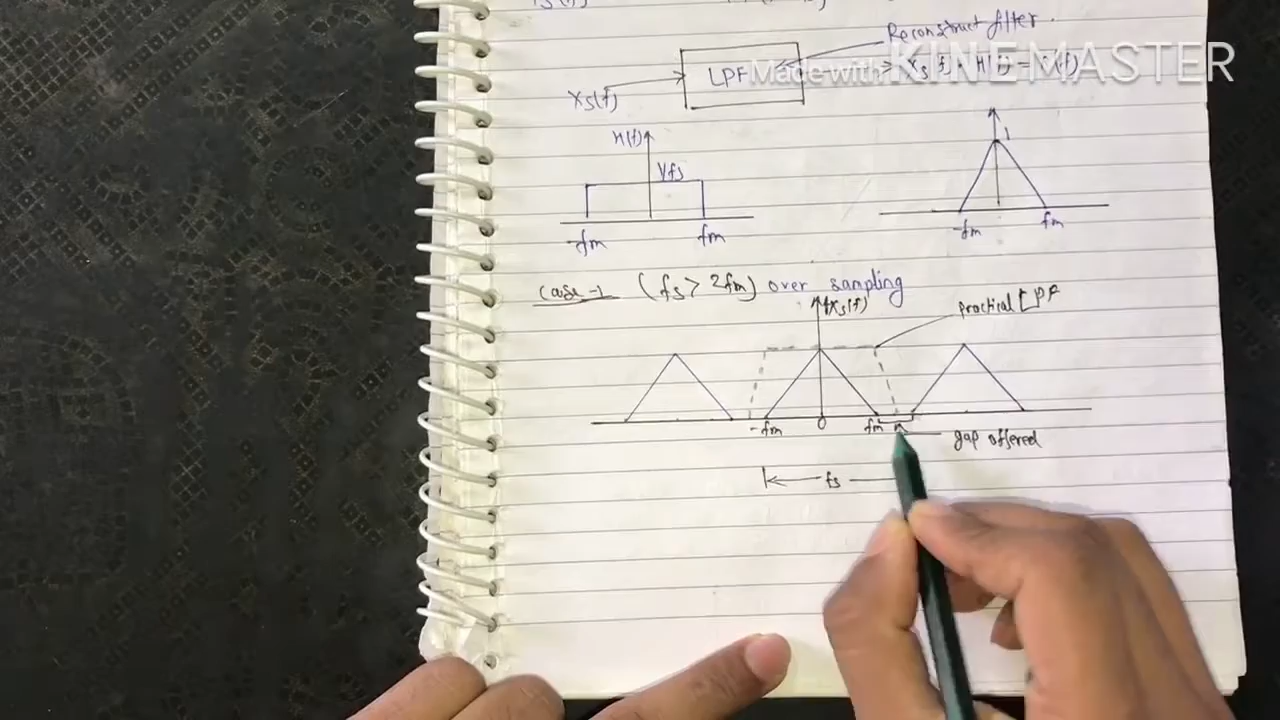 Reconstruct filter.
LPF
Made with KINEMASTER
Xs(f)
H(f)
1/fs
-fm
fm
1
-fm
fm
Case-1 (fs > 2fm) over sampling
Xs(f)
practical LPF
-fm
0
fm
gap offered
fs